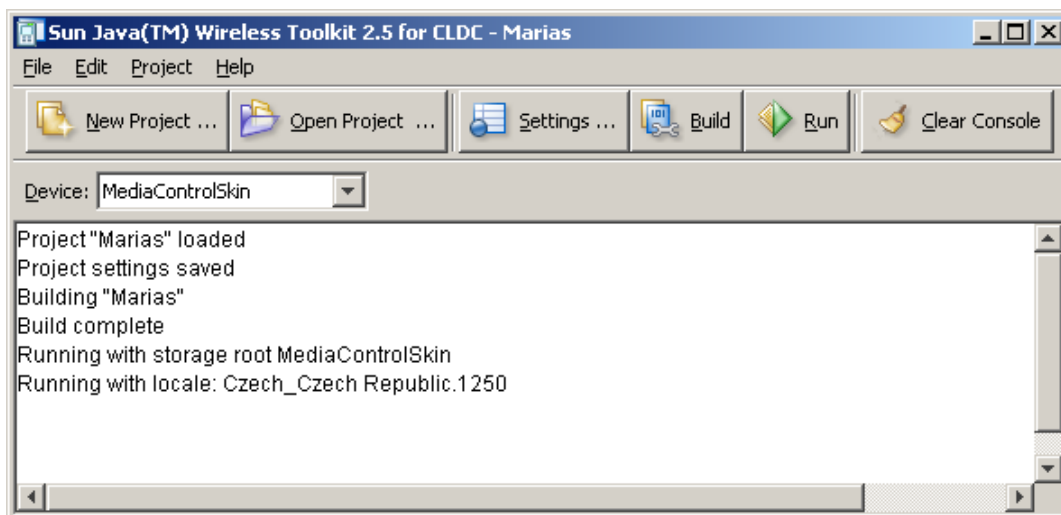 Sun Java(TM) Wireless Toolkit 2.5 for CLDC - Marias
File Edit Project Help
New Project ... Open Project ... Settings ... Build Run Clear Console
Device: MediaControlSkin
Project "Marias" loaded
Project settings saved
Building "Marias"
Build complete
Running with storage root MediaControlSkin
Running with locale: Czech_Czech Republic.1250